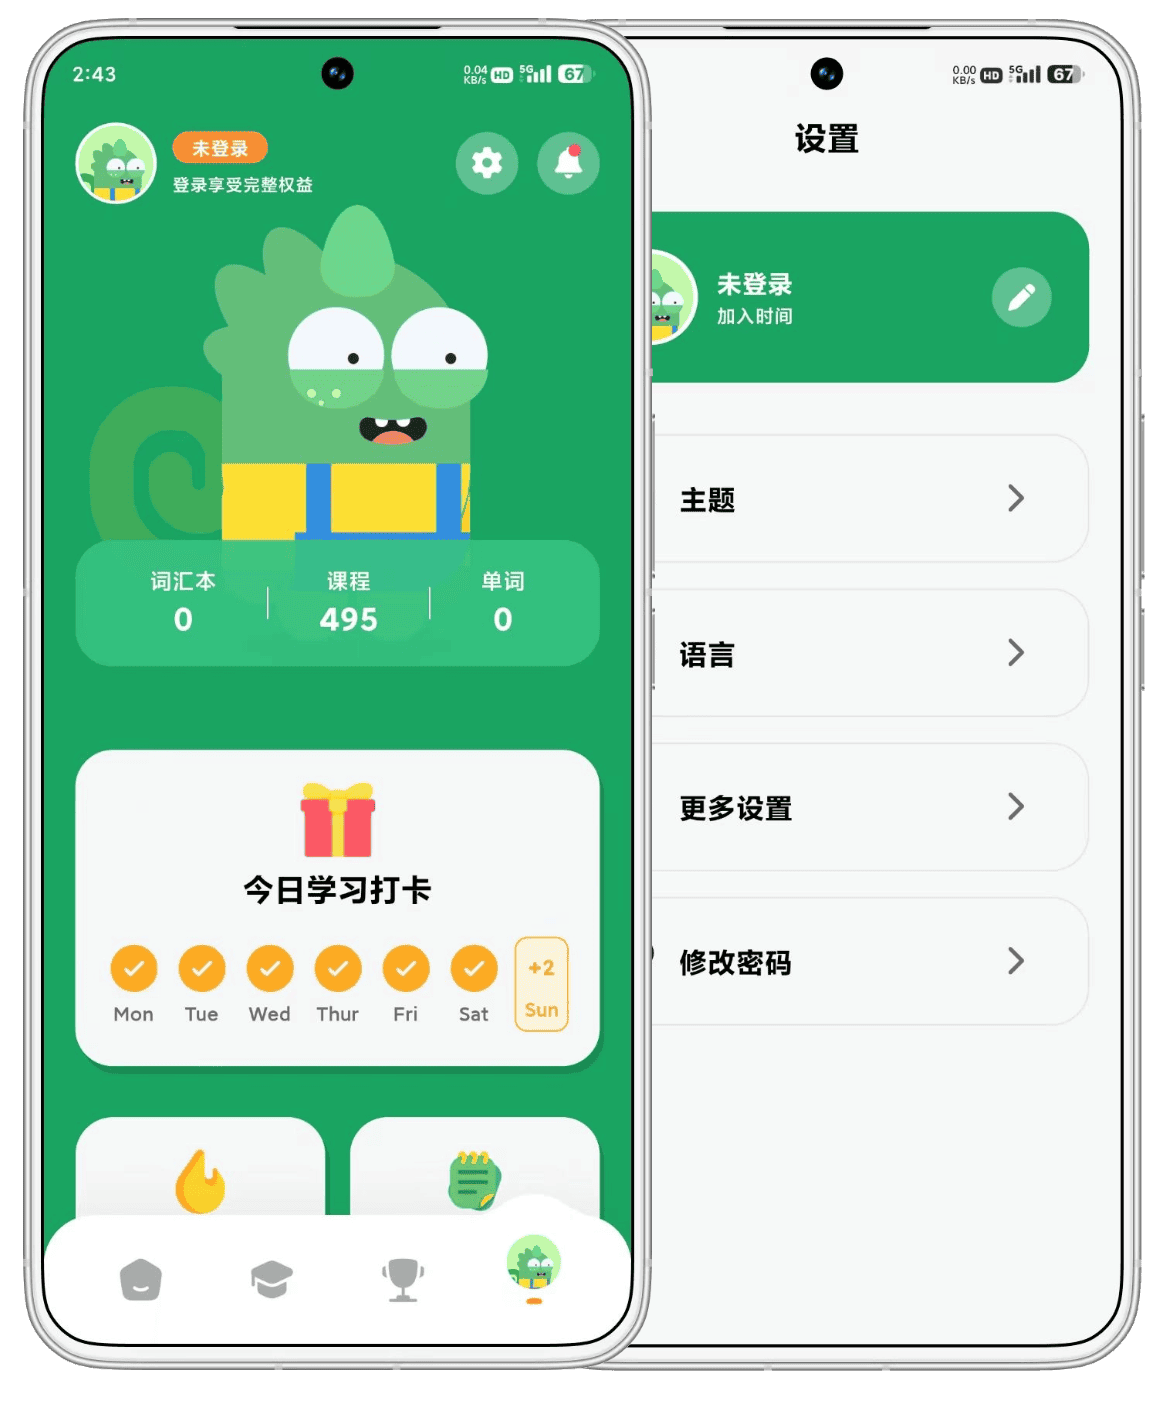 2:43
0.04
KB/s
HD
5G
67
未登录
登录享受完整权益
词汇本
课程
单词
0
495
0
今日学习打卡
+2
Mon
Tue
Wed
Thur
Fri
Sat
Sun
0.00
KB/s
HD
5G
67
设置
未登录
加入时间
主题
语言
更多设置
修改密码